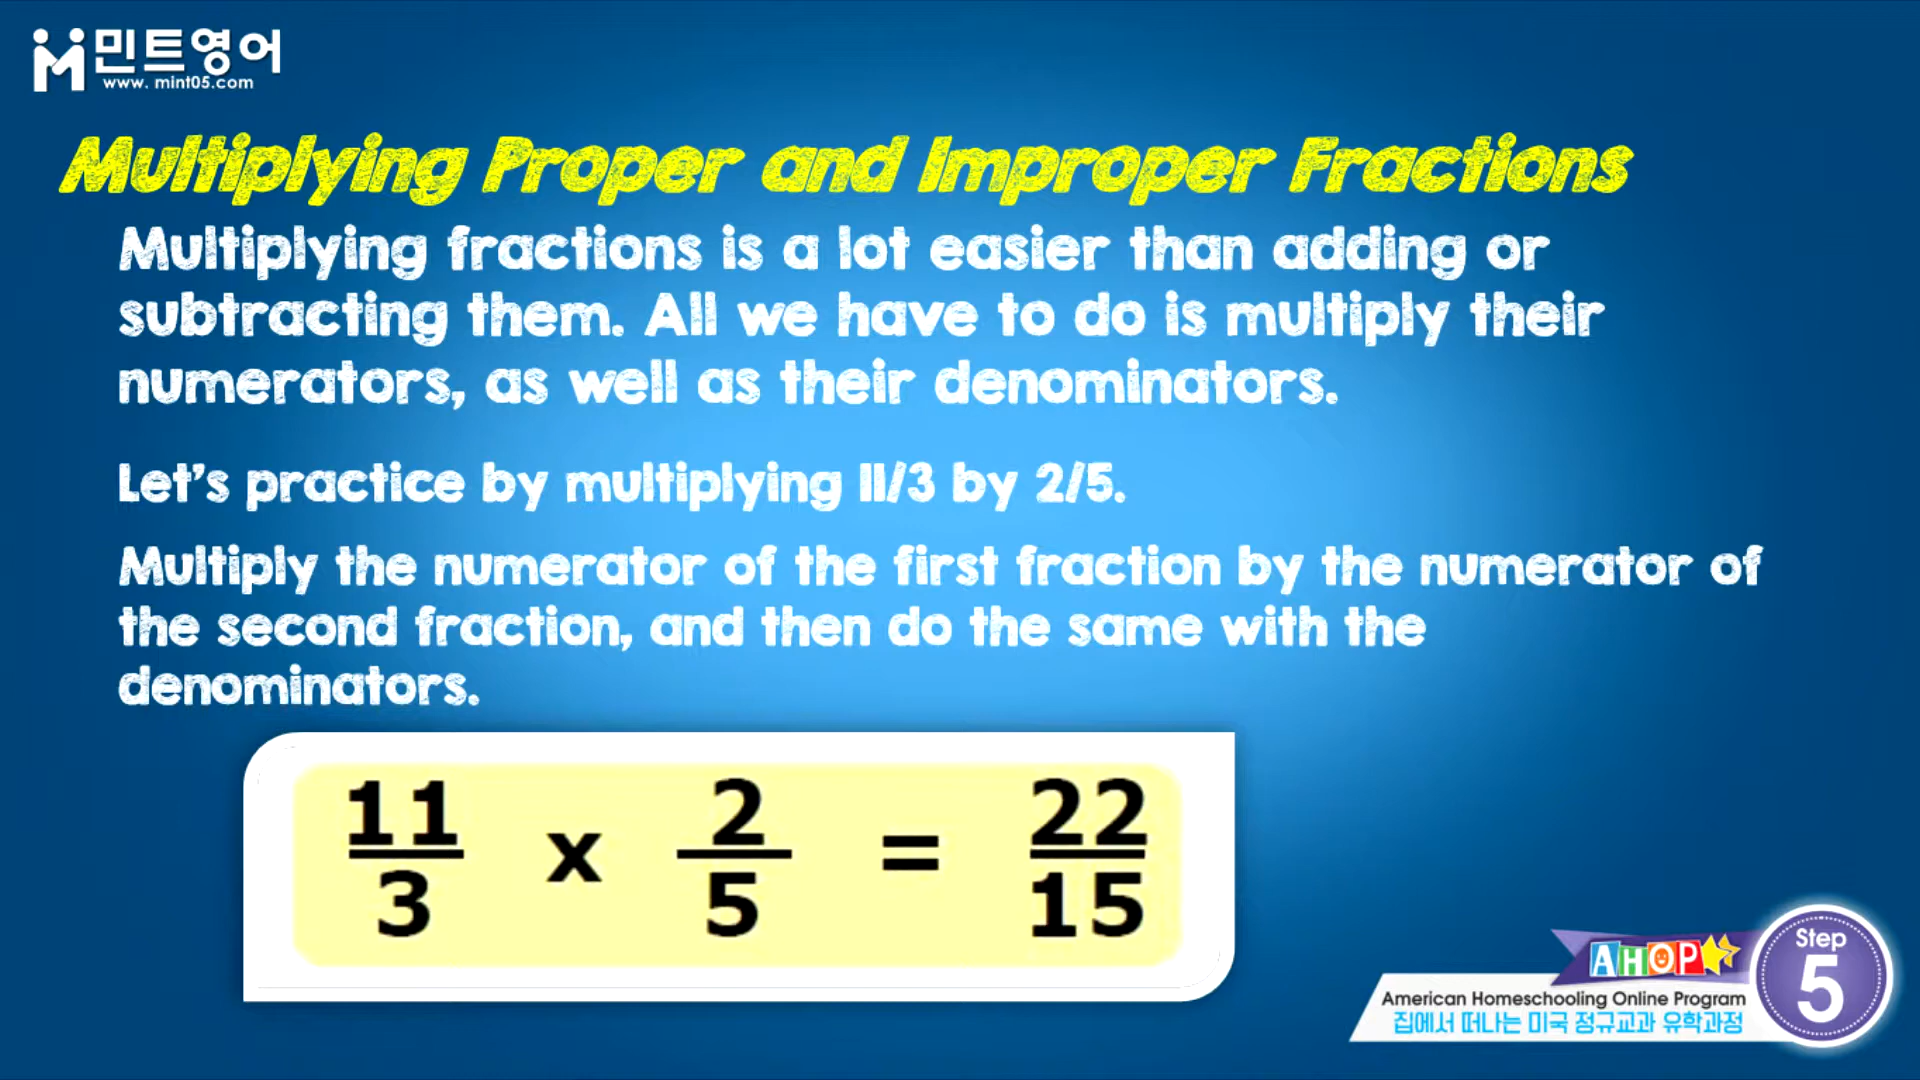 민트영어
www. mint05.com
Multiplying Proper and Improper Fractions
Multiplying fractions is a lot easier than adding or
subtracting them. All we have to do is multiply their
numerators, as well as their denominators.
Let's practice by multiplying 11/3 by 2/5.
Multiply the numerator of the first fraction by the numerator of
the second fraction, and then do the same with the
denominators.
11/3 x 2/5 = 22/15
AHOP
Step
5
American Homeschooling Online Program
집에서 떠나는 미국 정규교과 유학과정